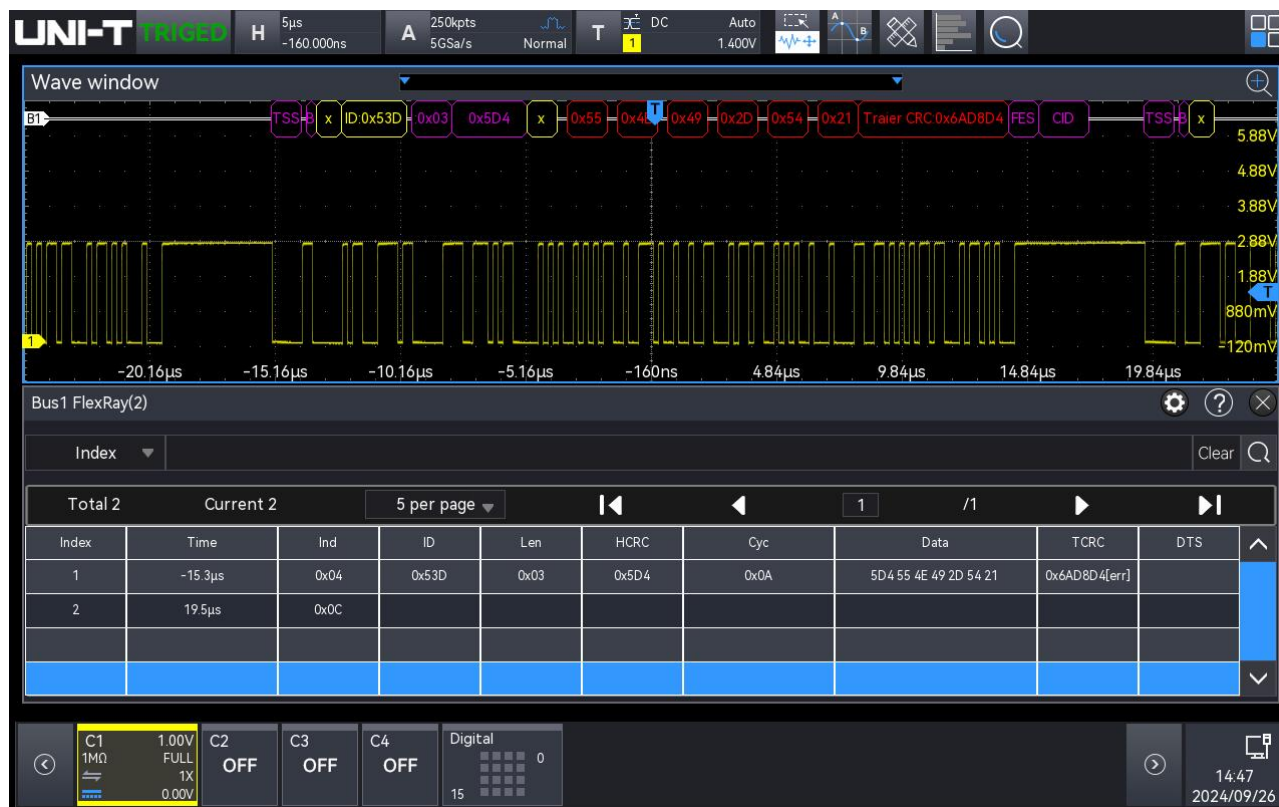 UNI-T TRIGED H 5µs -160.000ns A 250kpts 5GSa/s Normal T DC 1 Auto 1.400V A B
Wave window
B1 TSS B x ID:0x53D 0x03 0x5D4 x 0x55 T 0x49 0x2D 0x54 0x21 Traier CRC 0x6AD8D4 FES CID TSS B x
5.88V
4.88V
3.88V
2.88V
1.88V
T
880mV
1 -120mV
-20.16µs -15.16µs -10.16µs -5.16µs -160ns 4.84µs 9.84µs 14.84µs 19.84µs
Bus1 FlexRay(2) ?
Index Clear
Total 2 Current 2 5 per page 1 /1
Index Time Ind ID Len HCRC Cyc Data TCRC DTS
1 -15.3µs 0x04 0x53D 0x03 0x5D4 0x0A 5D4 55 4E 49 2D 54 21 0x6AD8D4[err]
2 19.5µs 0x0C
C1 1.00V C2 C3 C4 Digital
1MΩ FULL OFF OFF OFF 0
1X
0.00V 15
14:47
2024/09/26